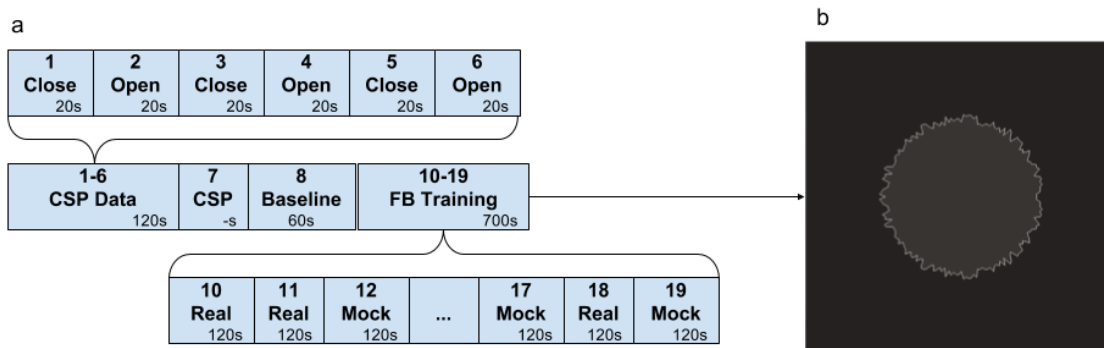 a
b
1 2 3 4 5 6
Close Open Close Open Close Open
20s 20s 20s 20s 20s 20s
1-6 7 8 10-19
CSP Data CSP Baseline FB Training
120s -s 60s 700s
10 11 12 17 18 19
Real Real Mock ... Mock Real Mock
120s 120s 120s 120s 120s 120s